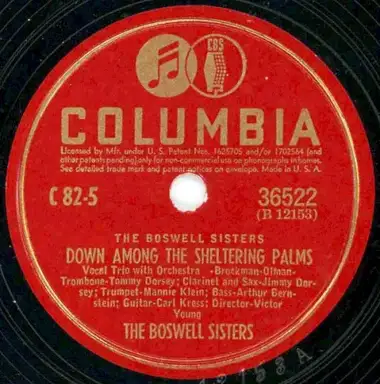 CBS
COLUMBIA
Licensed by Mfr. under U. S. Patent Nos. 1625705 and/or 1702564 (and
other patents pending) only for non-commercial use on phonographs in homes.
See detailed trade mark and patent notices on envelope. Made in U. S. A.
C 82-5
36522
(B 12153)
THE BOSWELL SISTERS
DOWN AMONG THE SHELTERING PALMS
Vocal Trio with Orchestra -Brockman-Olman-
Trombone-Tommy Dorsey; Clarinet and Sax-Jimmy Dor-
sey; Trumpet-Mannie Klein; Bass-Arthur Bern-
stein; Guitar-Carl Kress; Director-Victor
Young
THE BOSWELL SISTERS